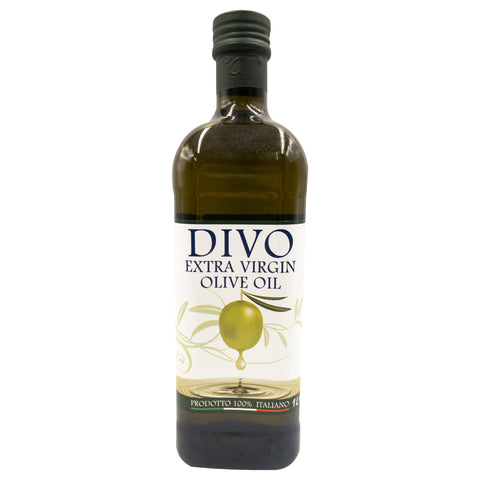 DIVO
EXTRA VIRGIN
OLIVE OIL
PRODOTTO 100% ITALIANO